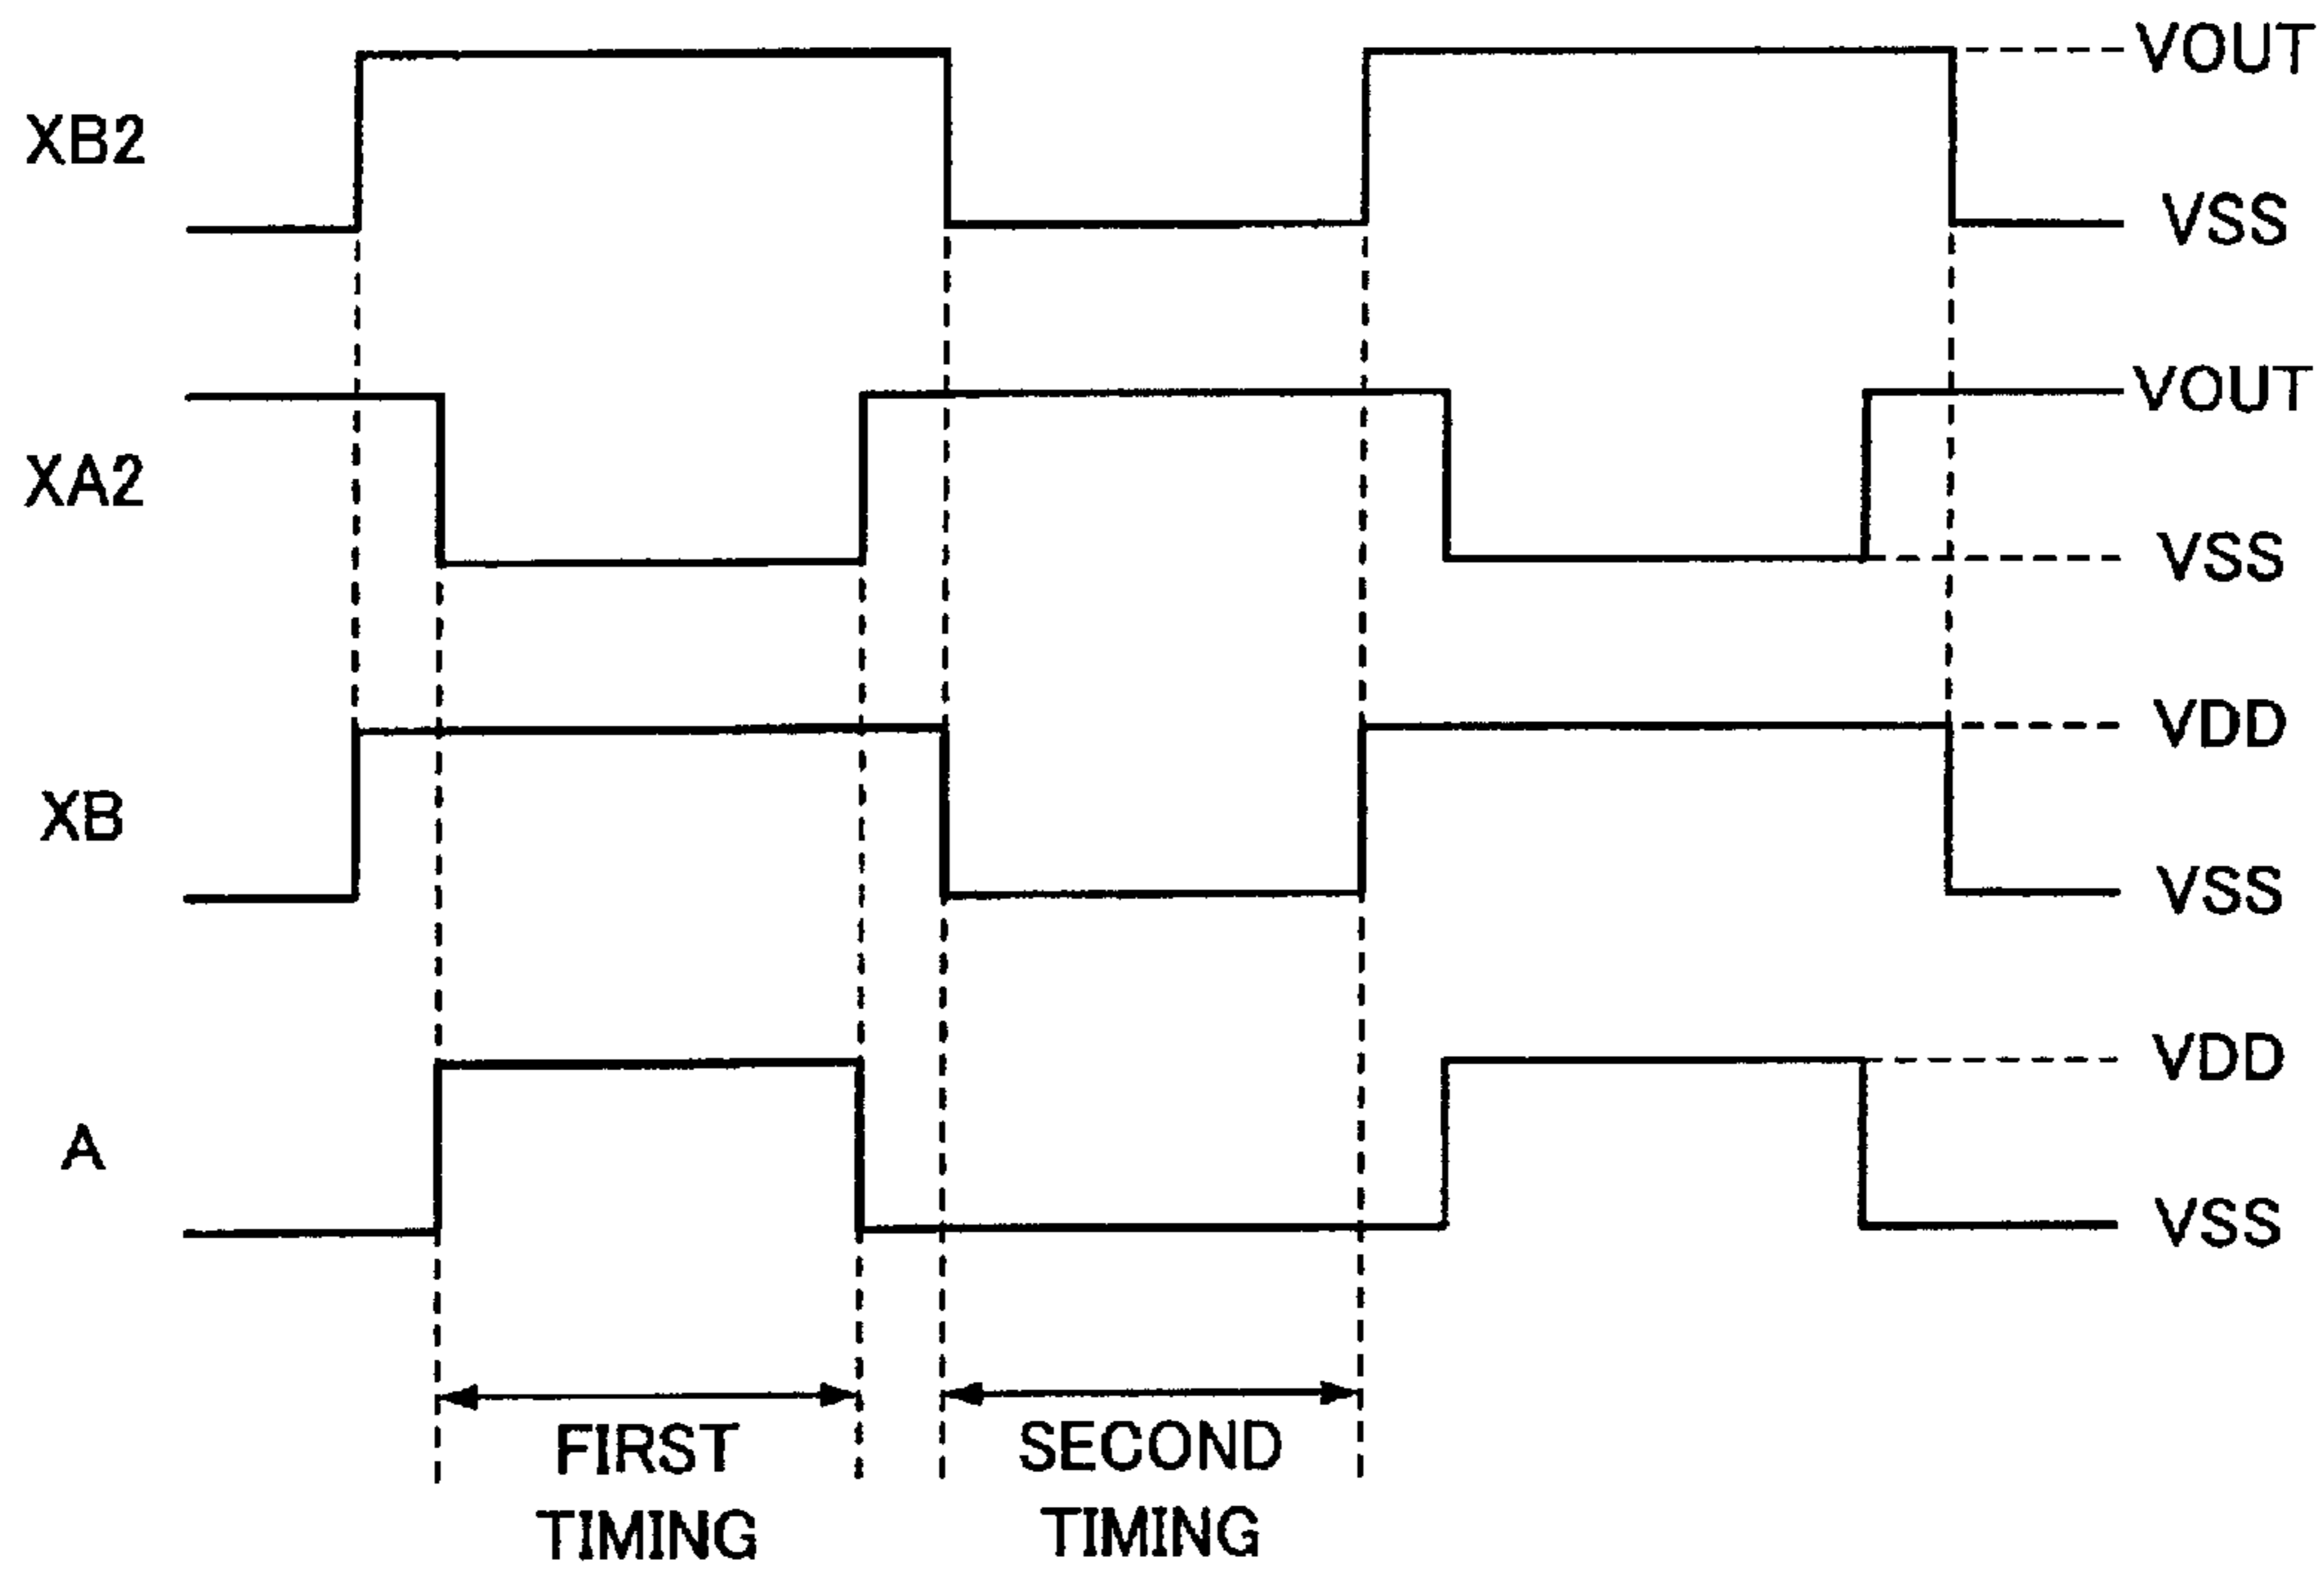 VOUT
XB2
VSS
VOUT
XA2
VSS
VDD
XB
VSS
VDD
A
VSS
FIRST
TIMING
SECOND
TIMING